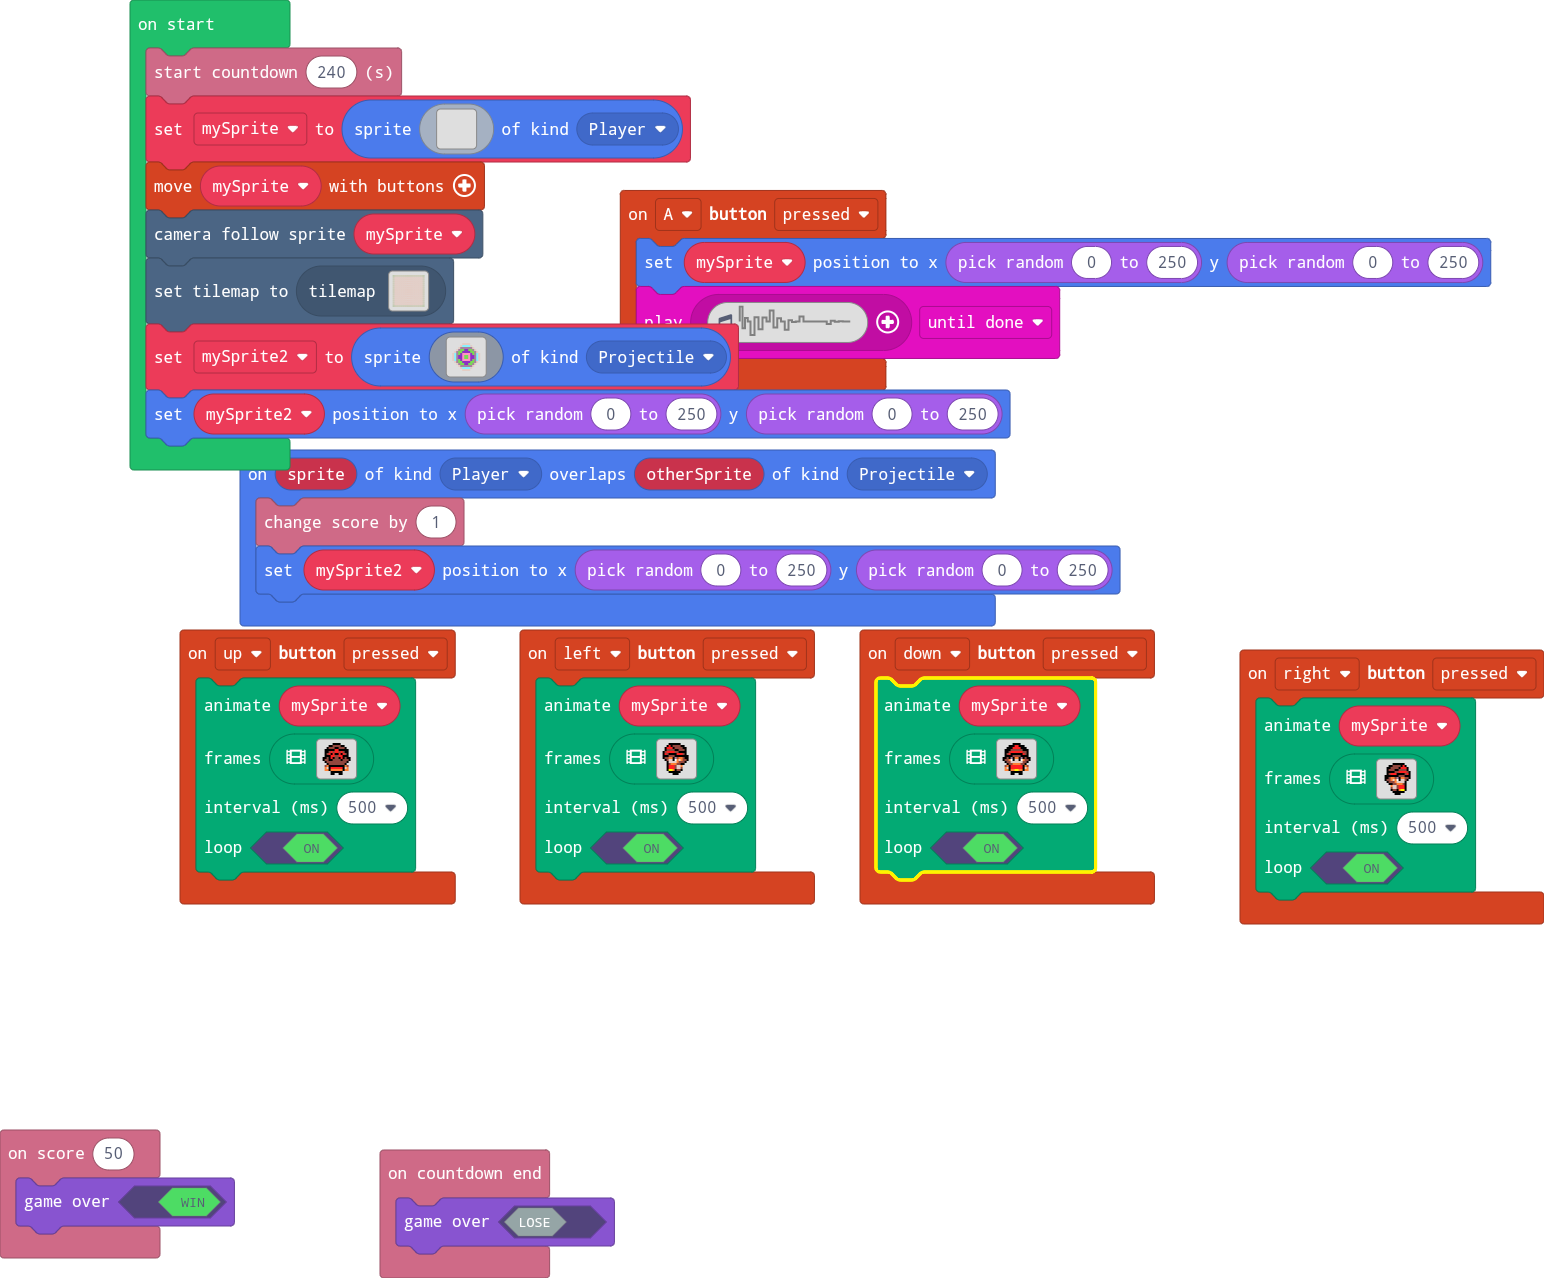 on start
start countdown 240 (s)
set mySprite to sprite of kind Player
move mySprite with buttons
camera follow sprite mySprite
set tilemap to tilemap
set mySprite2 to sprite of kind Projectile
set mySprite2 position to x pick random 0 to 250 y pick random 0 to 250
on A button pressed
set mySprite position to x pick random 0 to 250 y pick random 0 to 250
play until done
on sprite of kind Player overlaps otherSprite of kind Projectile
change score by 1
set mySprite2 position to x pick random 0 to 250 y pick random 0 to 250
on up button pressed
animate mySprite
frames
interval (ms) 500
loop ON
on left button pressed
animate mySprite
frames
interval (ms) 500
loop ON
on down button pressed
animate mySprite
frames
interval (ms) 500
loop ON
on right button pressed
animate mySprite
frames
interval (ms) 500
loop ON
on score 50
game over WIN
on countdown end
game over LOSE